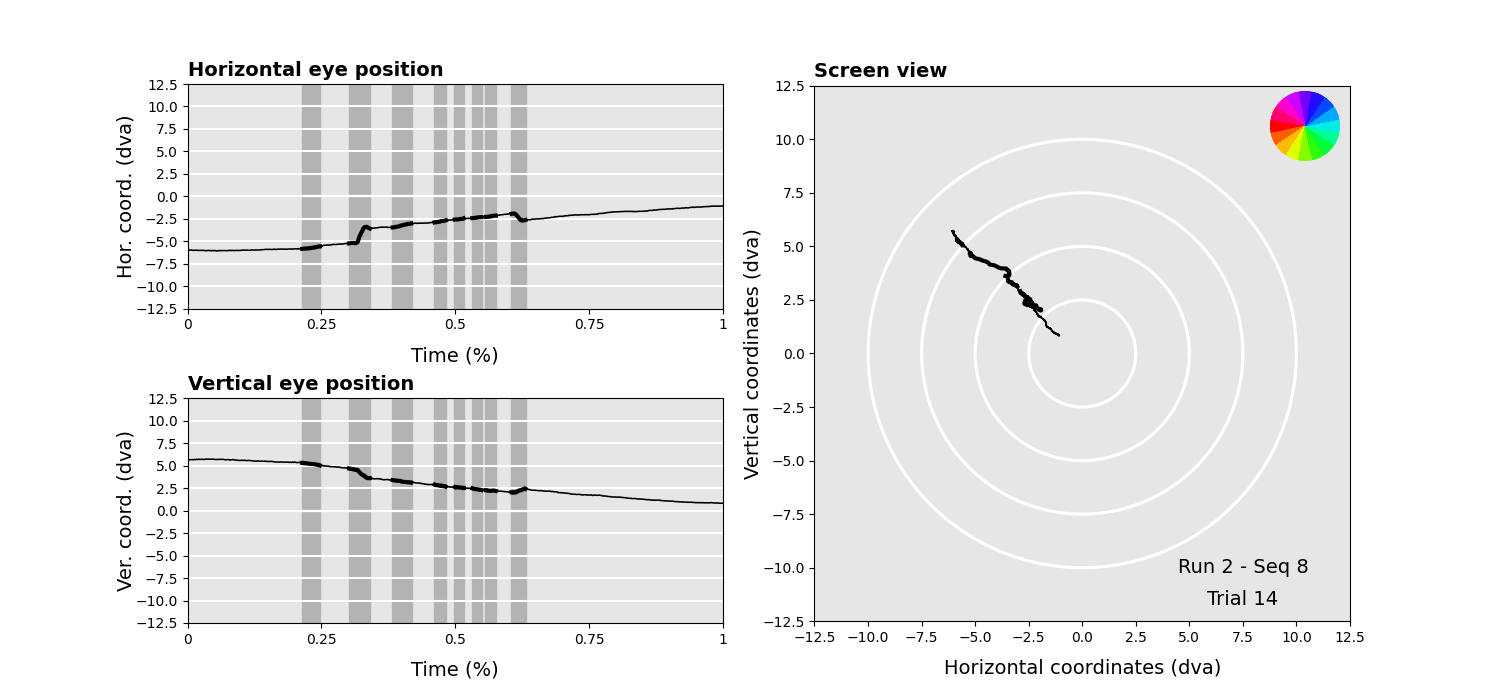 Horizontal eye position
12.5
10.0
7.5
5.0
2.5
0.0
−2.5
−5.0
−7.5
−10.0
−12.5
Hor. coord. (dva)
0 0.25 0.5 0.75 1
Time (%)
Vertical eye position
12.5
10.0
7.5
5.0
2.5
0.0
−2.5
−5.0
−7.5
−10.0
−12.5
Ver. coord. (dva)
0 0.25 0.5 0.75 1
Time (%)
Screen view
12.5
10.0
7.5
5.0
2.5
0.0
−2.5
−5.0
−7.5
−10.0
−12.5
Vertical coordinates (dva)
Run 2 - Seq 8
Trial 14
−12.5 −10.0 −7.5 −5.0 −2.5 0.0 2.5 5.0 7.5 10.0 12.5
Horizontal coordinates (dva)